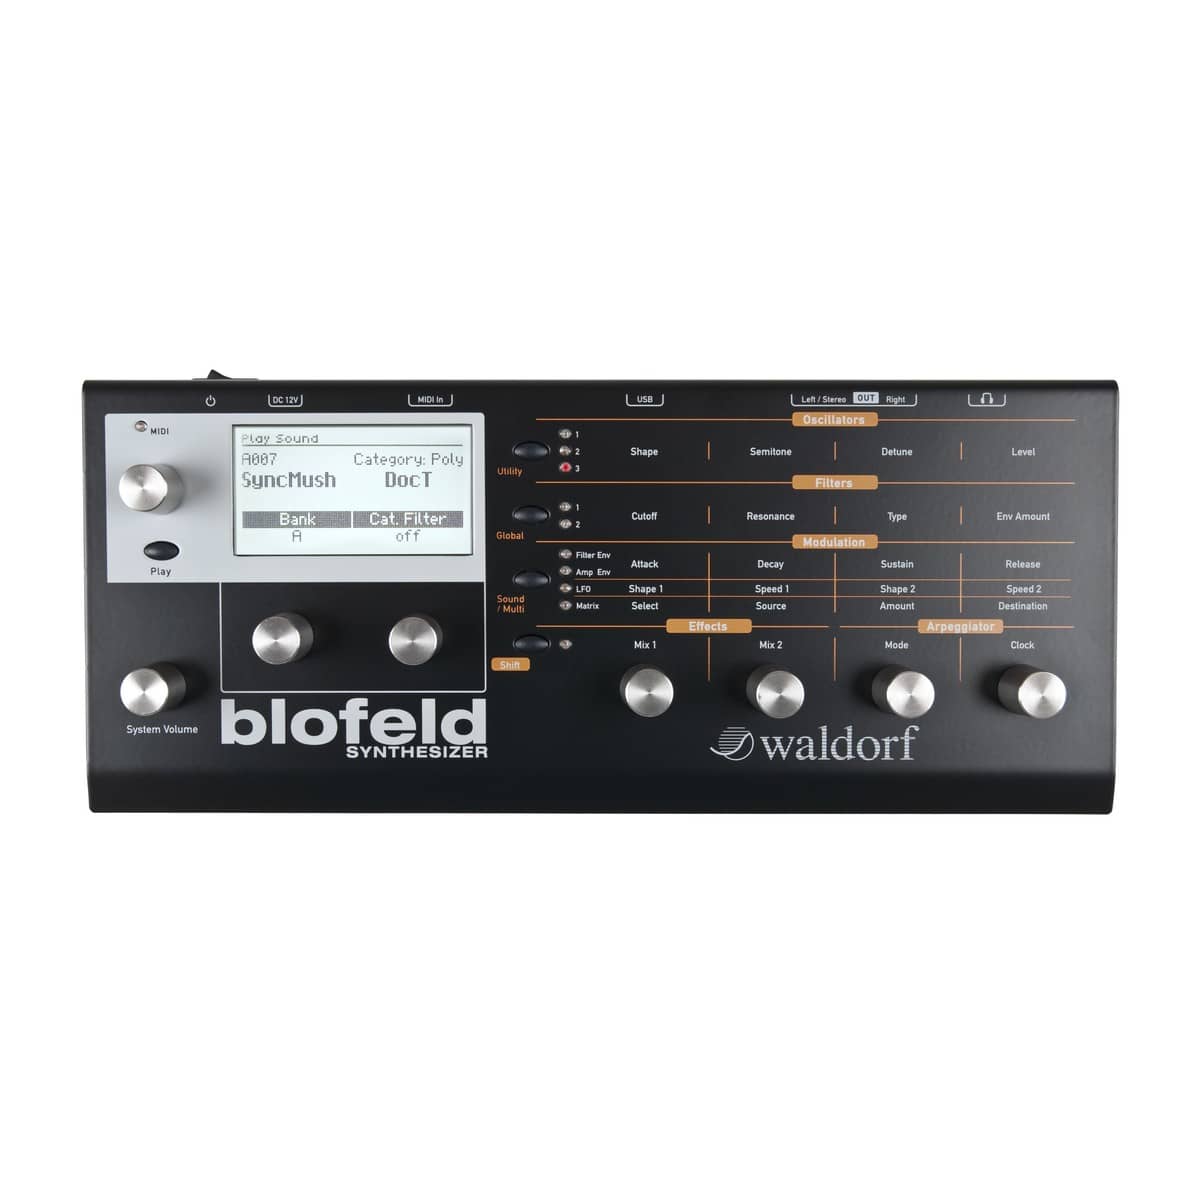 DC 12V
MIDI In
USB
Left / Stereo OUT Right
MIDI
Play Sound
A007 Category: Poly
SyncMush DocT
Bank Cat. Filter
A off
Play
System Volume
blofeld
SYNTHESIZER
Oscillators
1
2
3
Utility
Shape Semitone Detune Level
Filters
1
2
Global
Cutoff Resonance Type Env Amount
Modulation
Filter Env
Amp Env
Attack Decay Sustain Release
LFO Shape 1 Speed 1 Shape 2 Speed 2
Sound
/ Multi
Matrix Select Source Amount Destination
Effects Arpeggiator
Mix 1 Mix 2 Mode Clock
Shift
waldorf